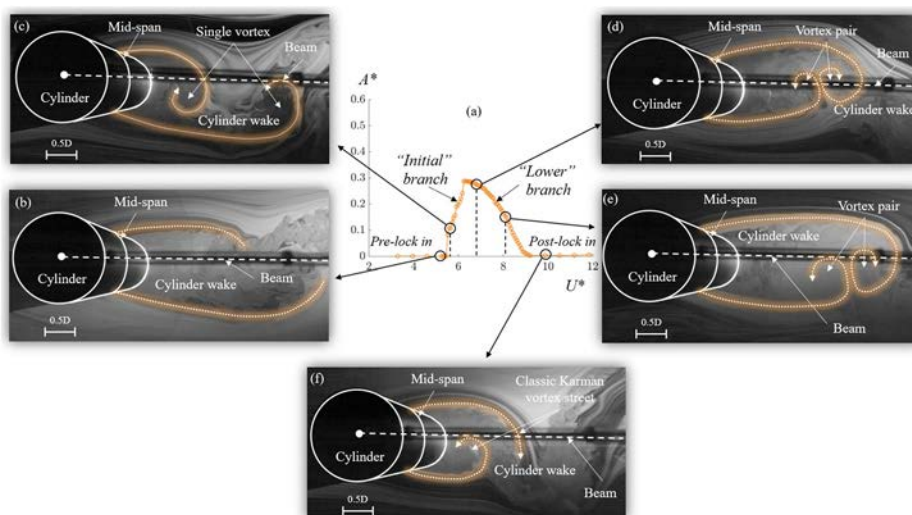 (c)
Mid-span
Single vortex
Beam
Cylinder
Cylinder wake
0.5D
(d)
Mid-span
Vortex pair
Beam
Cylinder
Cylinder wake
0.5D
A*
(a)
0.6
0.5
0.4
0.3
0.2
0.1
0
"Initial"
branch
"Lower"
branch
Pre-lock in
Post-lock in
2 4 6 8 10 12
U*
(b)
Mid-span
Cylinder
Beam
Cylinder wake
0.5D
(e)
Mid-span
Vortex pair
Cylinder wake
Cylinder
Beam
0.5D
(f)
Mid-span
Classic Karman
vortex street
Cylinder
Cylinder wake
Beam
0.5D